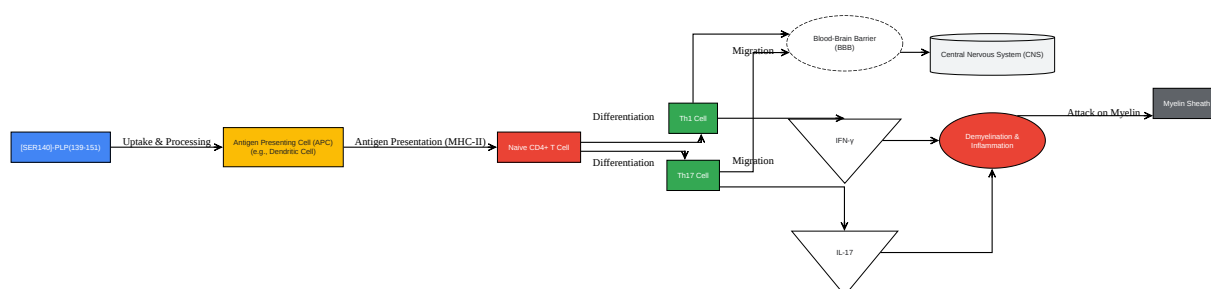 {SER140}-PLP(139-151)
Uptake & Processing
Antigen Presenting Cell (APC)
(e.g., Dendritic Cell)
Antigen Presentation (MHC-II)
Naive CD4+ T Cell
Differentiation
Differentiation
Th1 Cell
Th17 Cell
Migration
Migration
Blood-Brain Barrier
(BBB)
Central Nervous System (CNS)
IFN-γ
IL-17
Demyelination &
Inflammation
Attack on Myelin
Myelin Sheath